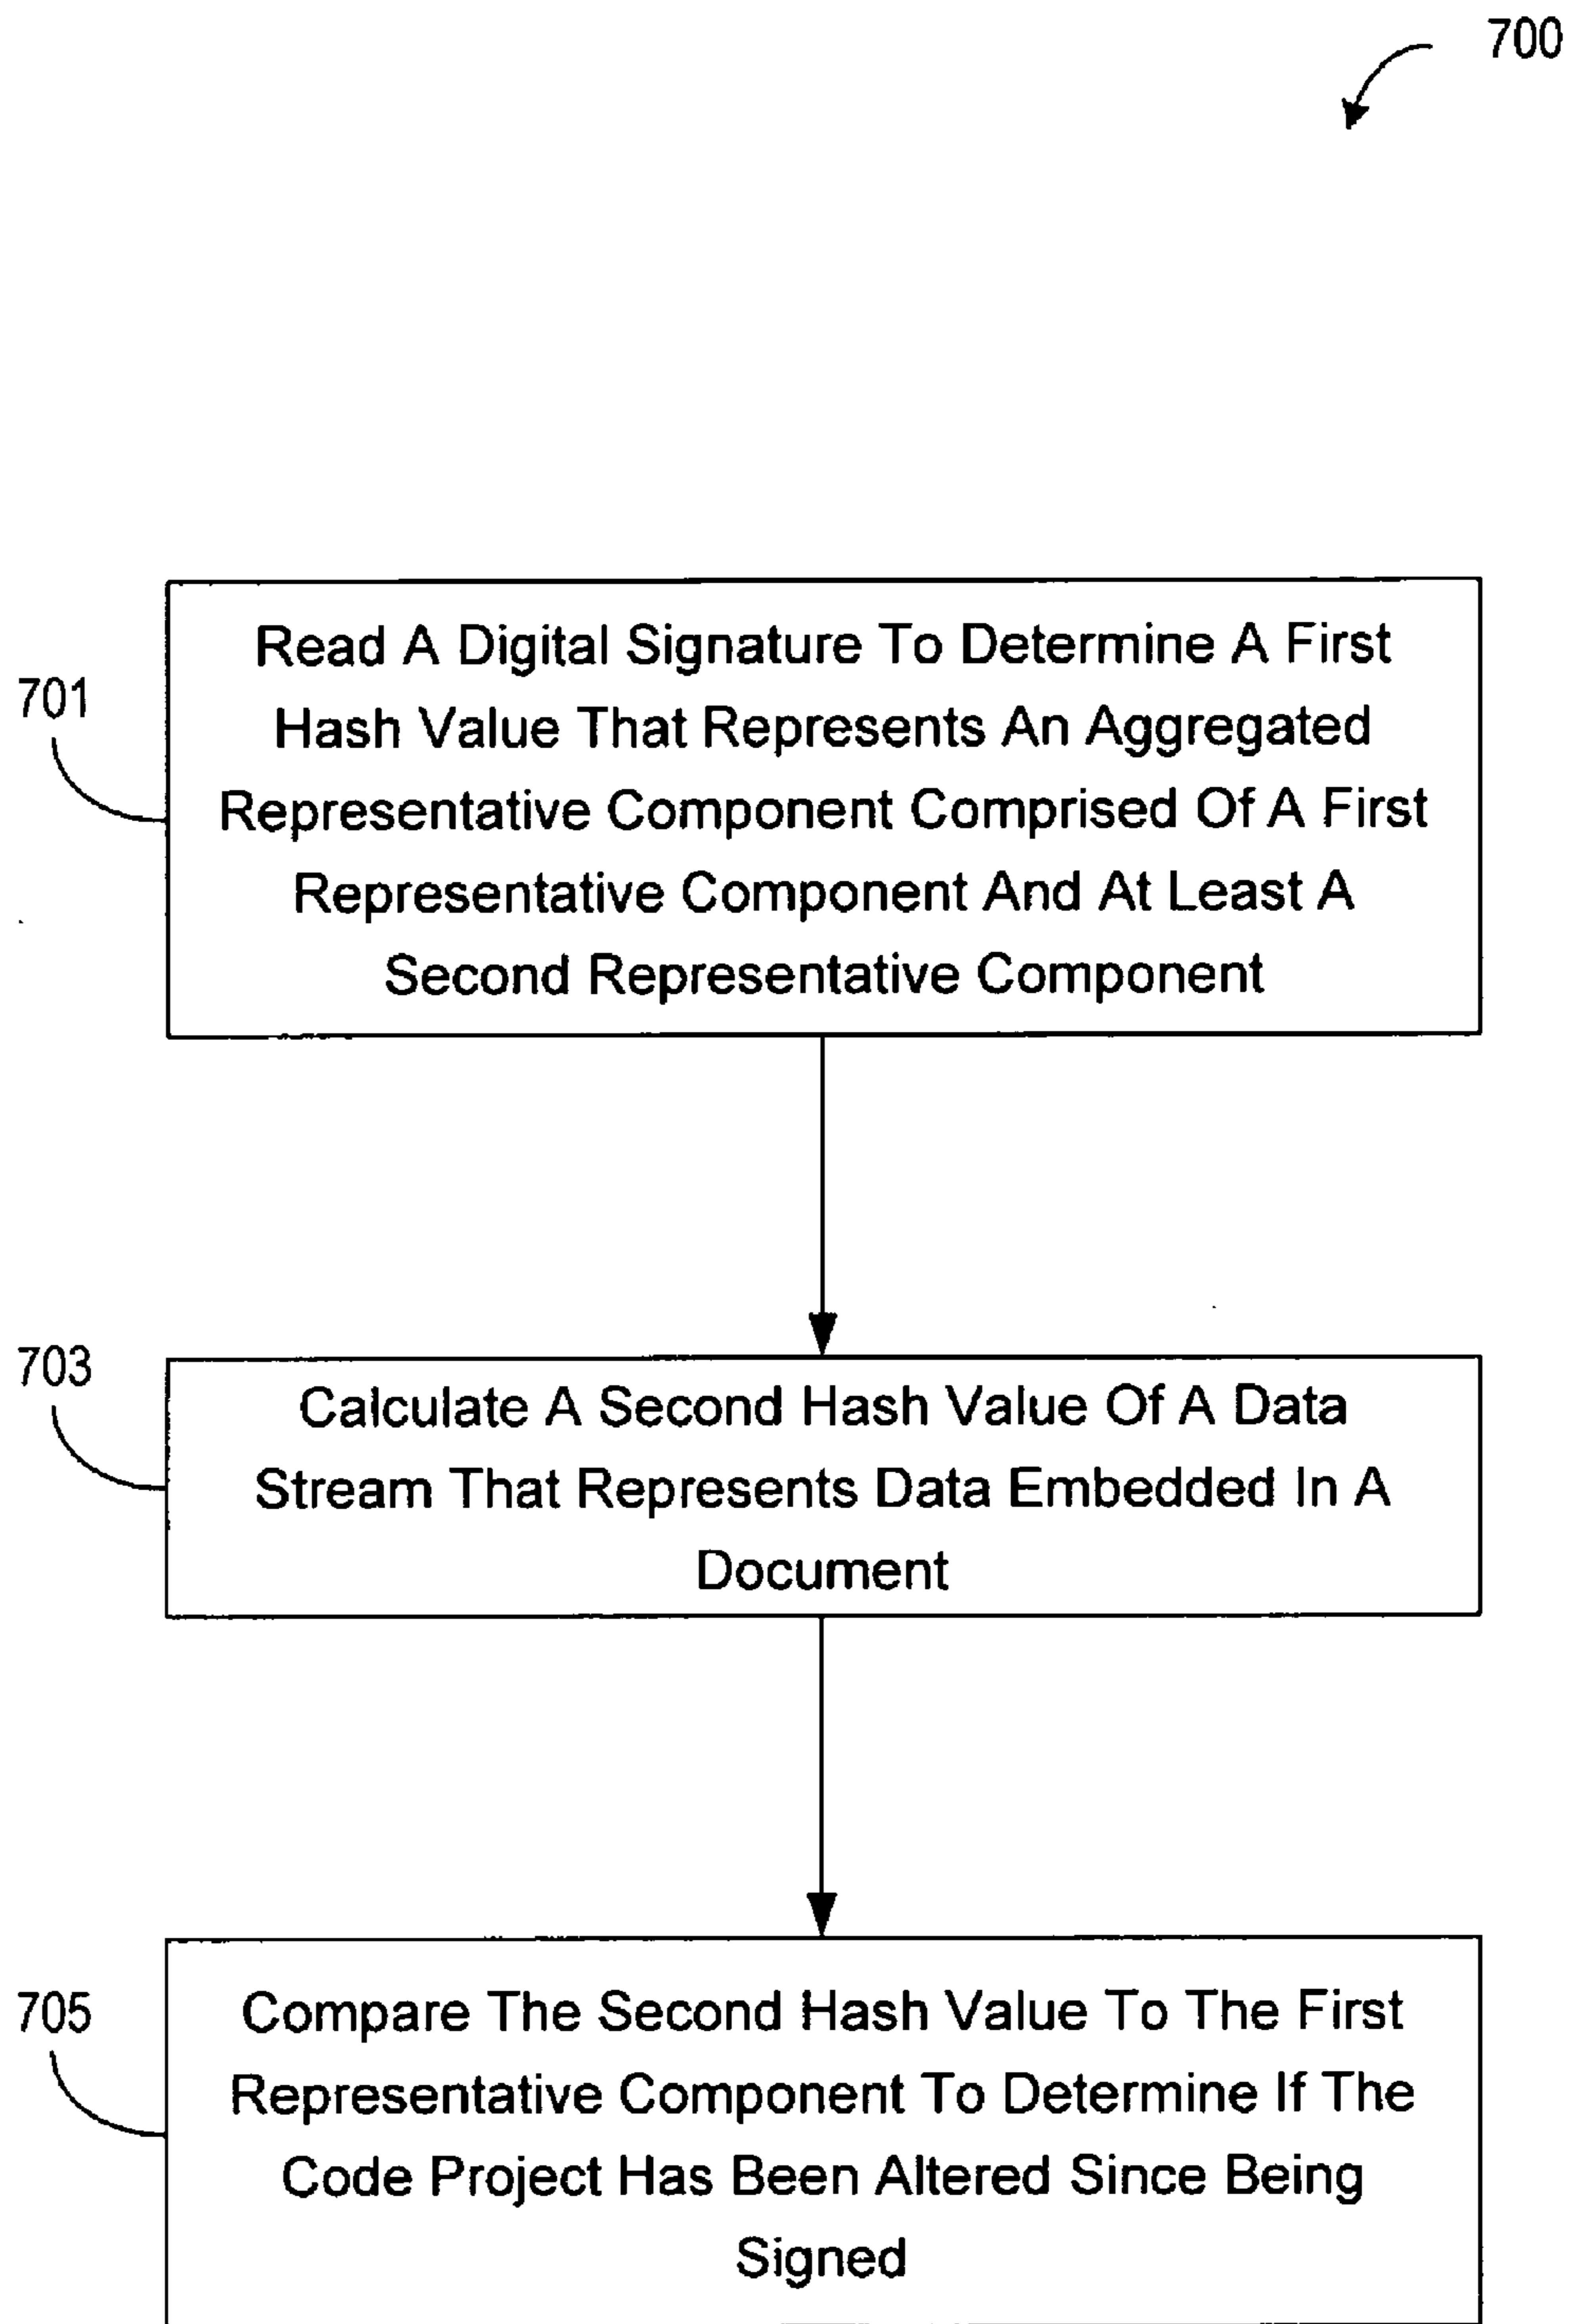 700
701
Read A Digital Signature To Determine A First
Hash Value That Represents An Aggregated
Representative Component Comprised Of A First
Representative Component And At Least A
Second Representative Component
703
Calculate A Second Hash Value Of A Data
Stream That Represents Data Embedded In A
Document
705
Compare The Second Hash Value To The First
Representative Component To Determine If The
Code Project Has Been Altered Since Being
Signed